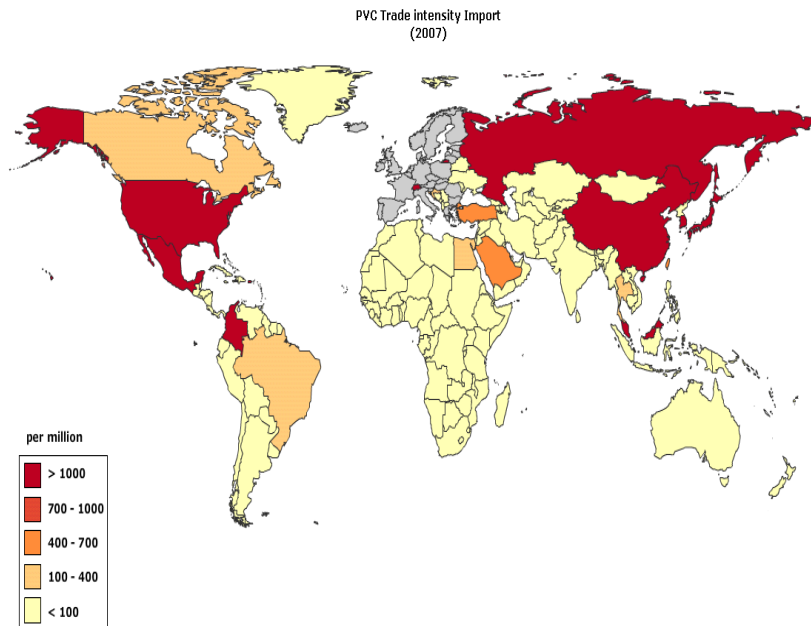 PVC Trade intensity Import
(2007)
per million
> 1000
700 - 1000
400 - 700
100 - 400
< 100